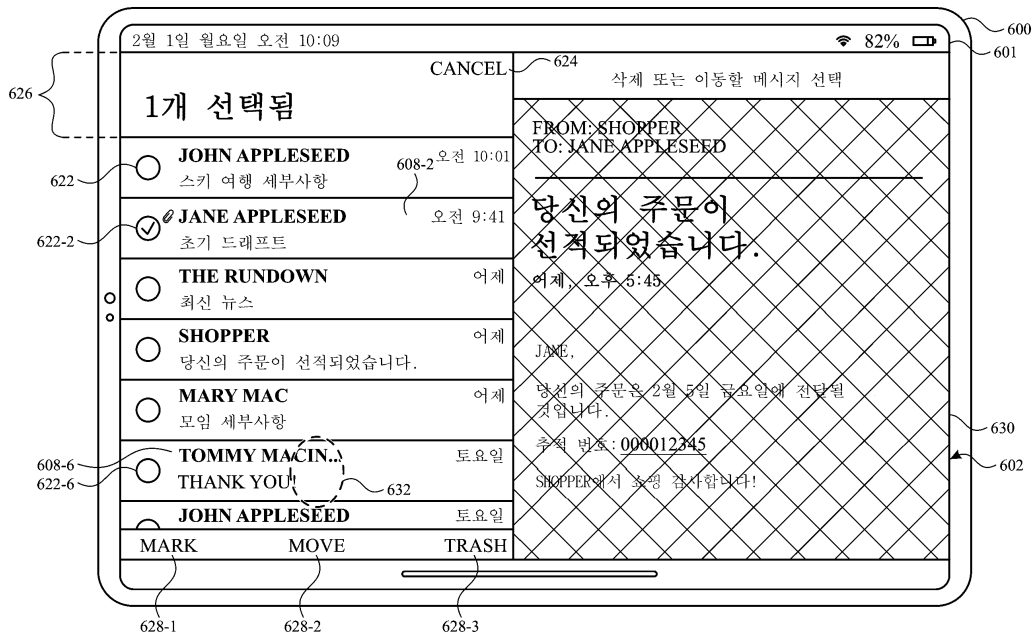 2월 1일 월요일 오전 10:09
82%
600
601
CANCEL
624
626
1개 선택됨
삭제 또는 이동할 메시지 선택
FROM: SHOPPER
TO: JANE APPLESEED
JOHN APPLESEED
오전 10:01
스키 여행 세부사항
622
608-2
JANE APPLESEED
오전 9:41
초기 드래프트
622-2
당신의 주문이
선적되었습니다.
어제, 오후 5:45
THE RUNDOWN
어제
최신 뉴스
SHOPPER
어제
당신의 주문이 선적되었습니다.
JANE,
MARY MAC
어제
모임 세부사항
당신의 주문은 2월 5일 금요일에 전달될
것입니다.
추적 번호: 000012345
SHOPPER에서 쇼핑 감사합니다!
630
602
608-6
TOMMY MACIN..
토요일
622-6
THANK YOU!
632
JOHN APPLESEED
토요일
MARK
MOVE
TRASH
628-1
628-2
628-3